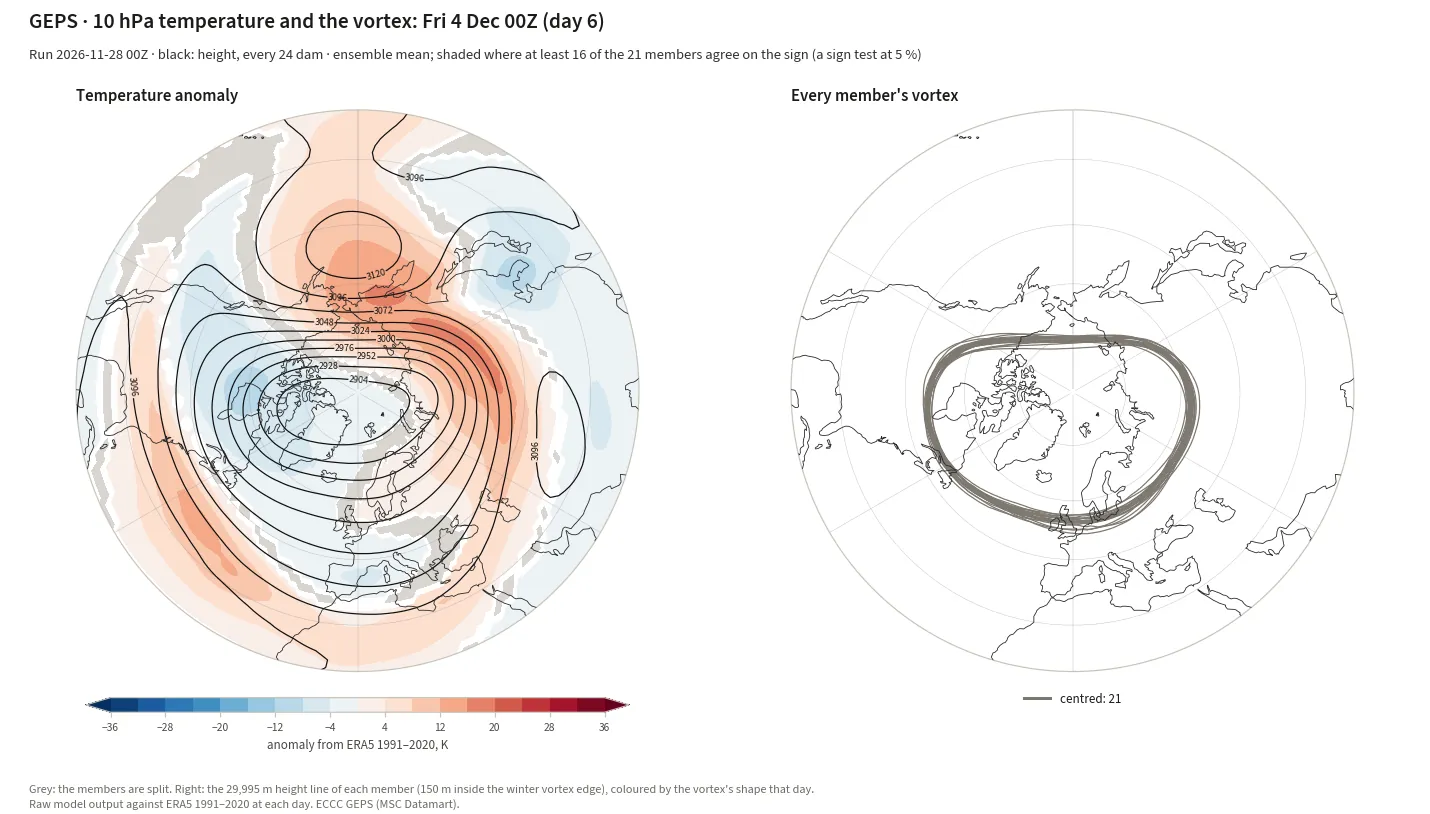 GEPS · 10 hPa temperature and the vortex: Fri 4 Dec 00Z (day 6)
Run 2026-11-28 00Z · black: height, every 24 dam · ensemble mean; shaded where at least 16 of the 21 members agree on the sign (a sign test at 5 %)
Temperature anomaly
Every member's vortex
3096
3120
3096
3072
3048
3024
3000
2976
2952
2928
2904
3096
3096
−36 −28 −20 −12 −4 4 12 20 28 36
anomaly from ERA5 1991–2020, K
centred: 21
Grey: the members are split. Right: the 29,995 m height line of each member (150 m inside the winter vortex edge), coloured by the vortex's shape that day.
Raw model output against ERA5 1991–2020 at each day. ECCC GEPS (MSC Datamart).